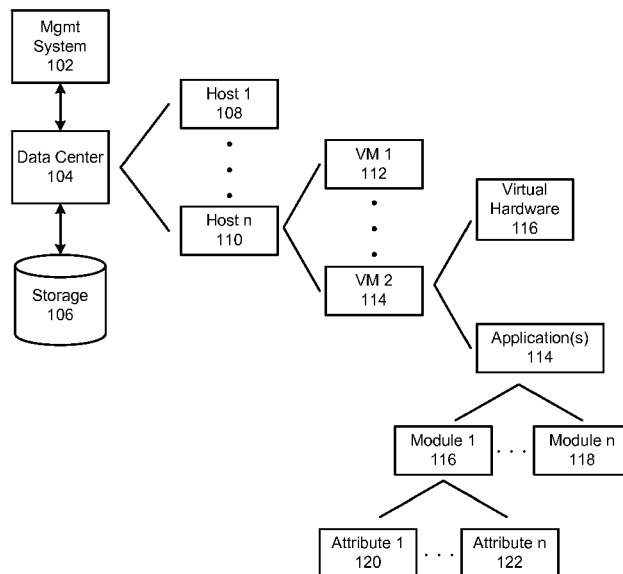 Mgmt
System
102
Data Center
104
Storage
106
Host 1
108
Host n
110
VM 1
112
VM 2
114
Virtual
Hardware
116
Application(s)
114
Module 1
116
. . .
Module n
118
Attribute 1
120
. . .
Attribute n
122